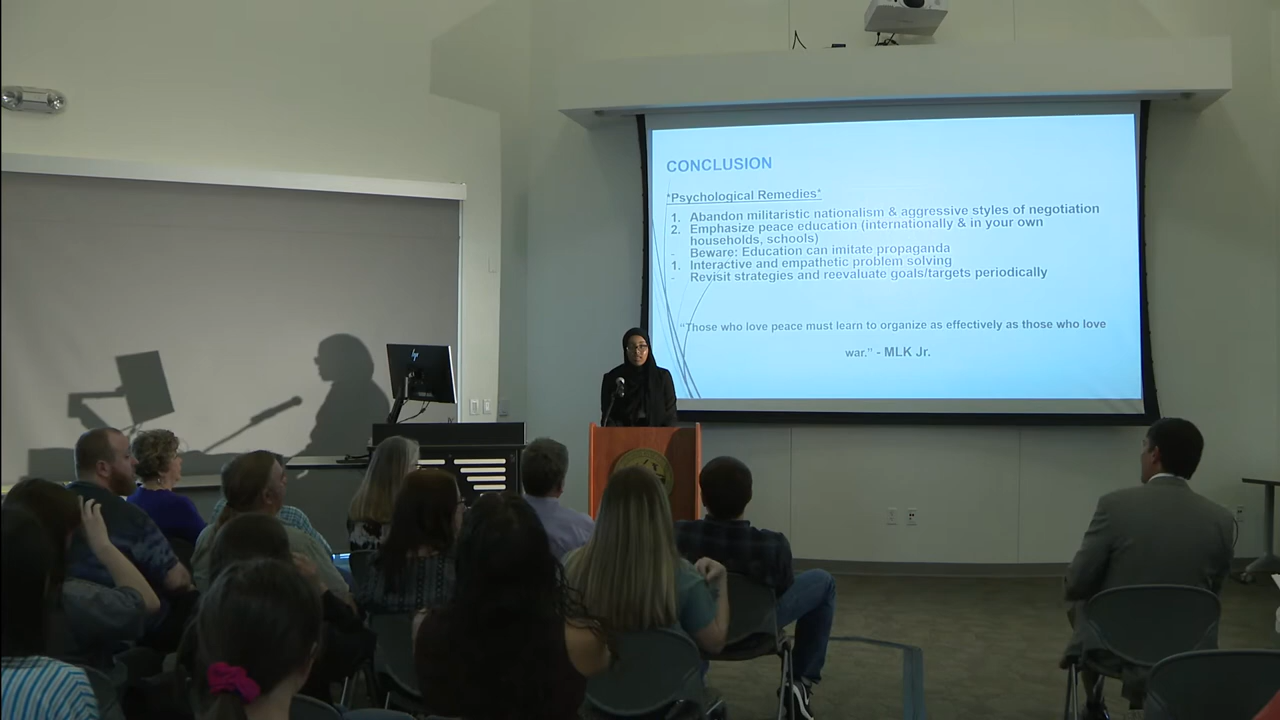 CONCLUSION
*Psychological Remedies*
1. Abandon militaristic nationalism & aggressive styles of negotiation
2. Emphasize peace education (internationally & in your own
households, schools)
- Beware: Education can imitate propaganda
1. Interactive and empathetic problem solving
- Revisit strategies and reevaluate goals/targets periodically
“Those who love peace must learn to organize as effectively as those who love
war.” - MLK Jr.
hp